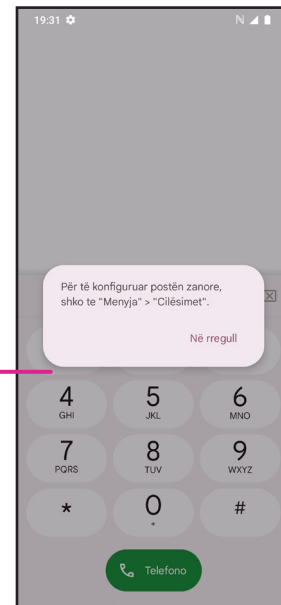 19:31
Për të konfiguruar postën zanore,
shko te "Menyja" > "Cilësimet".
Në rregull
4 5 6
GHI JKL MNO
7 8 9
PQRS TUV WXYZ
* 0 #
+
Telefono